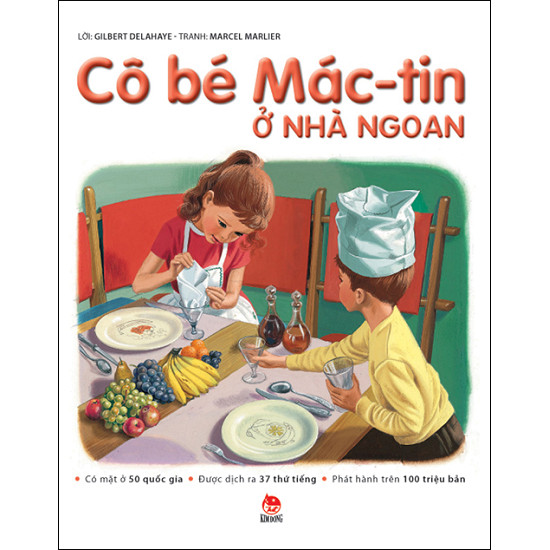 LỜI: GILBERT DELAHAYE - TRANH: MARCEL MARLIER
Cô bé Mác-tin
Ở NHÀ NGOAN
• Có mặt ở 50 quốc gia • Được dịch ra 37 thứ tiếng • Phát hành trên 100 triệu bản
KIM ĐỒNG